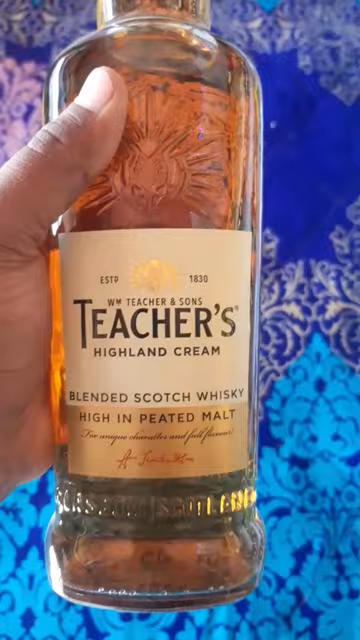 ESTD 1830
WM TEACHER & SONS
TEACHER'S®
HIGHLAND CREAM
BLENDED SCOTCH WHISKY
HIGH IN PEATED MALT
For unique character and full flavour!